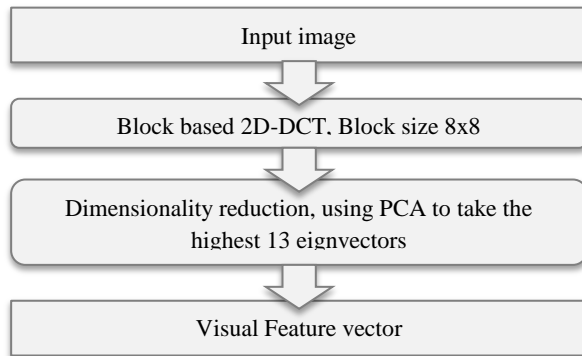 Input image
Block based 2D-DCT, Block size 8x8
Dimensionality reduction, using PCA to take the
highest 13 eignvectors
Visual Feature vector